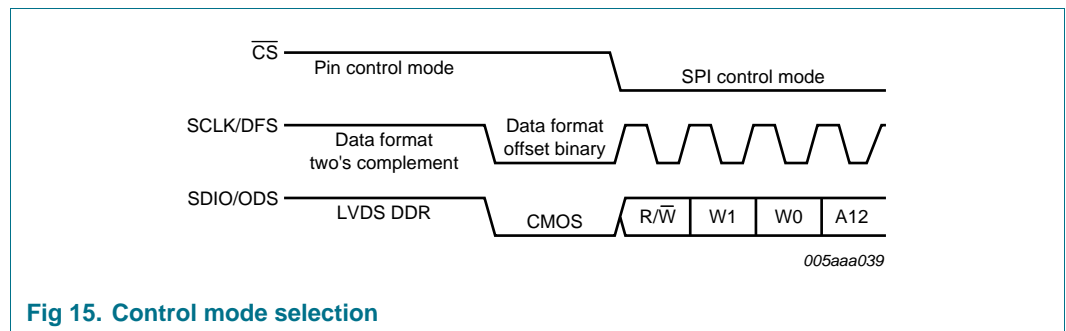 CS
Pin control mode
SPI control mode
SCLK/DFS
Data format
two's complement
Data format
offset binary
SDIO/ODS
LVDS DDR
CMOS
R/W
W1
W0
A12
005aaa039
Fig 15. Control mode selection